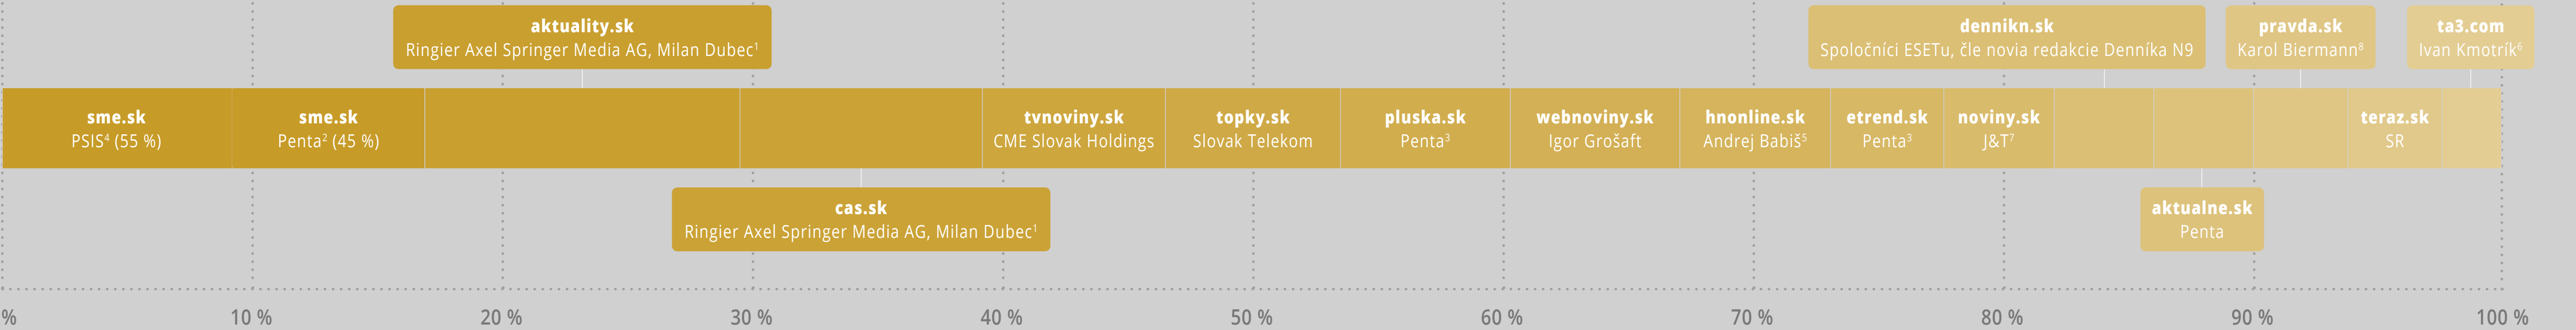 aktuality.sk
Ringier Axel Springer Media AG, Milan Dubec¹
dennikn.sk
Spoločníci ESETu, čle novia redakcie Denníka N9
pravda.sk
Karol Biermann⁸
ta3.com
Ivan Kmotrík⁶
sme.sk
PSIS⁴ (55 %)
sme.sk
Penta² (45 %)
tvnoviny.sk
CME Slovak Holdings
topky.sk
Slovak Telekom
pluska.sk
Penta³
webnoviny.sk
Igor Grošaft
hnonline.sk
Andrej Babiš⁵
etrend.sk
Penta³
noviny.sk
J&T⁷
teraz.sk
SR
cas.sk
Ringier Axel Springer Media AG, Milan Dubec¹
aktualne.sk
Penta
%
10 %
20 %
30 %
40 %
50 %
60 %
70 %
80 %
90 %
100 %